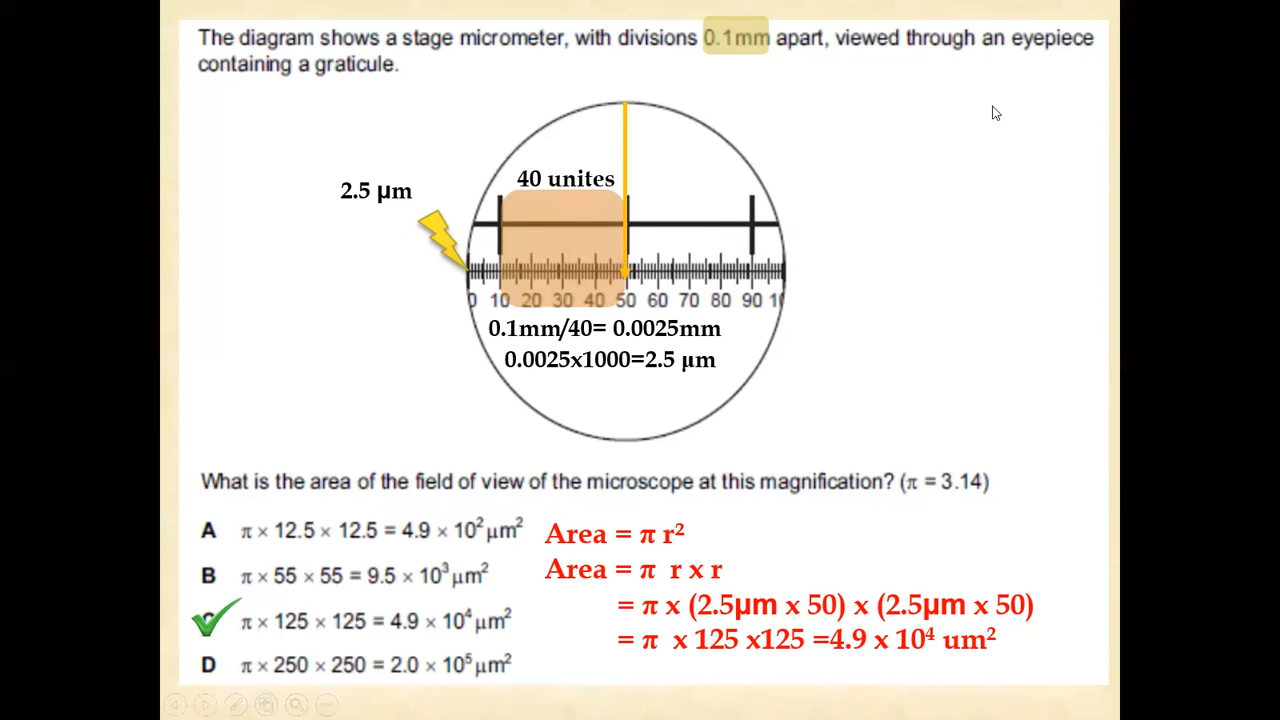 The diagram shows a stage micrometer, with divisions 0.1mm apart, viewed through an eyepiece
containing a graticule.
40 unites
2.5 µm
0 10 20 30 40 50 60 70 80 90 10
0.1mm/40= 0.0025mm
0.0025x1000=2.5 µm
What is the area of the field of view of the microscope at this magnification? (π = 3.14)
A π × 12.5 × 12.5 = 4.9 × 10² µm²
B π × 55 × 55 = 9.5 × 10³ µm²
π × 125 × 125 = 4.9 × 10⁴ µm²
D π × 250 × 250 = 2.0 × 10⁵ µm²
Area = π r²
Area = π r x r
= π x (2.5µm x 50) x (2.5µm x 50)
= π x 125 x125 =4.9 x 10⁴ um²